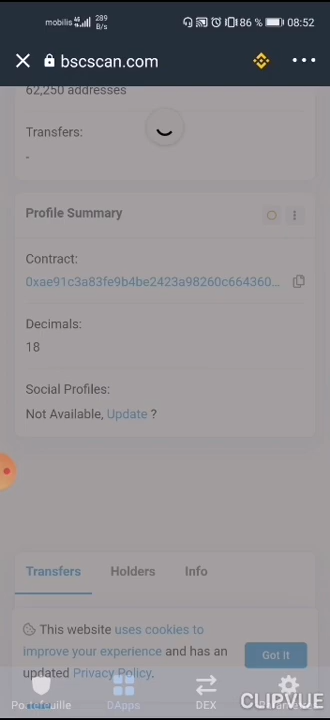 mobilis 4G 289 B/s 86 % 08:52
bscscan.com
62,250 addresses
Transfers:
-
Profile Summary
Contract:
0xae91c3a83fe9b4be2423a98260c664360...
Decimals:
18
Social Profiles:
Not Available, Update ?
Transfers Holders Info
This website uses cookies to
improve your experience and has an
updated Privacy Policy.
Got it
DApps DEX
CLIPVUE